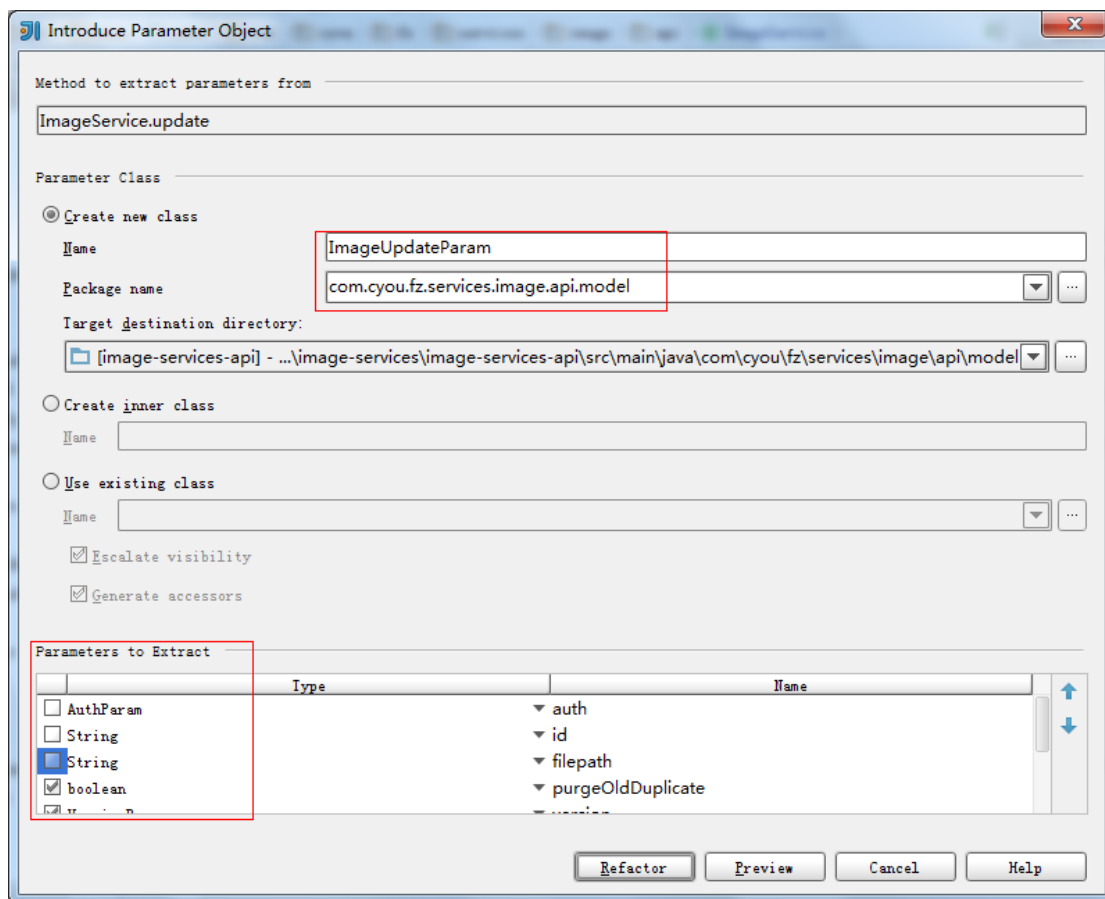 Introduce Parameter Object
Method to extract parameters from
ImageService.update
Parameter Class
Create new class
Name ImageUpdateParam
Package name com.cyou.fz.services.image.api.model ...
Target destination directory:
[image-services-api] - ...\image-services\image-services-api\src\main\java\com\cyou\fz\services\image\api\model ...
Create inner class
Name
Use existing class
Name ...
Escalate visibility
Generate accessors
Parameters to Extract
Type Name
AuthParam auth
String id
String filepath
boolean purgeOldDuplicate
Refactor Preview Cancel Help